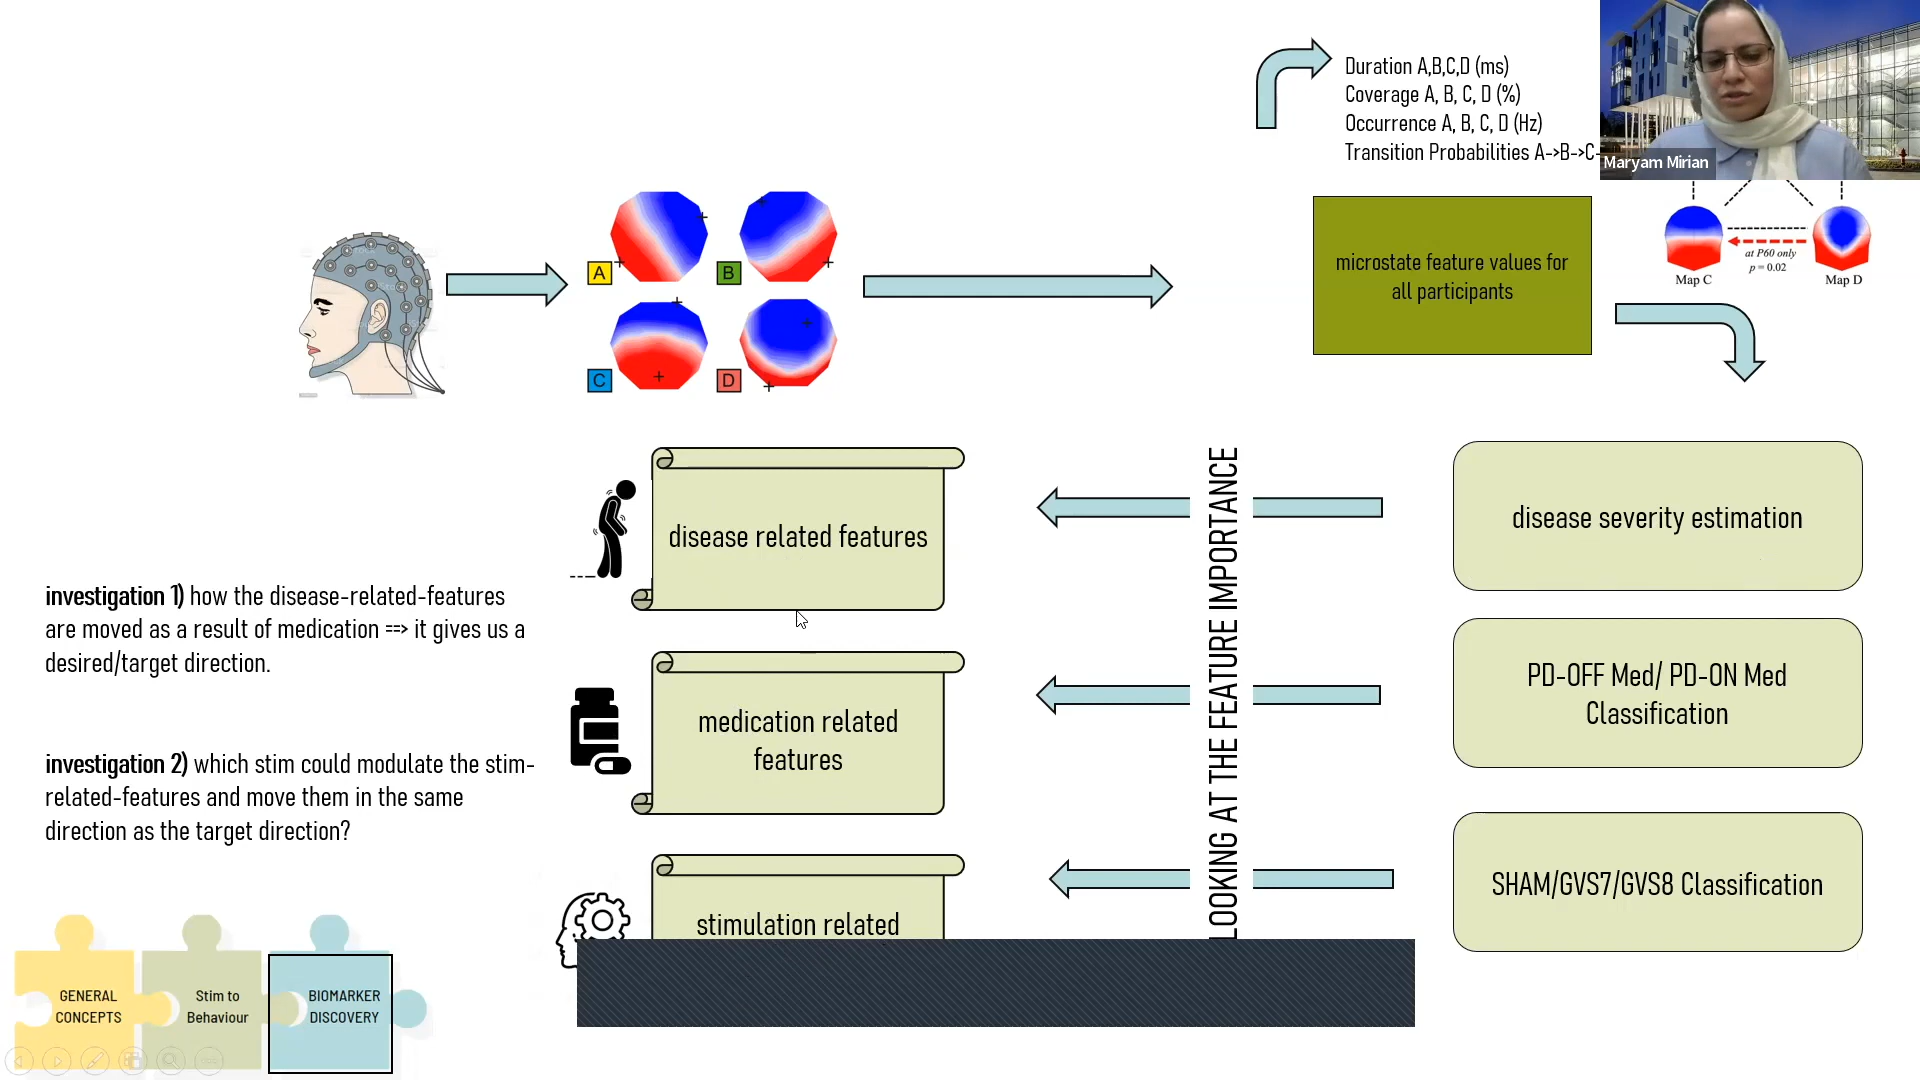 Duration A,B,C,D (ms)
Coverage A, B, C, D (%)
Occurrence A, B, C, D (Hz)
Transition Probabilities A->B->C-
Maryam Mirian
A
B
C
D
microstate feature values for
all participants
at P60 only
p = 0.02
Map C
Map D
disease related features
LOOKING AT THE FEATURE IMPORTANCE
disease severity estimation
investigation 1) how the disease-related-features
are moved as a result of medication ==> it gives us a
desired/target direction.
medication related
features
PD-OFF Med/ PD-ON Med
Classification
investigation 2) which stim could modulate the stim-
related-features and move them in the same
direction as the target direction?
stimulation related
SHAM/GVS7/GVS8 Classification
GENERAL
CONCEPTS
Stim to
Behaviour
BIOMARKER
DISCOVERY